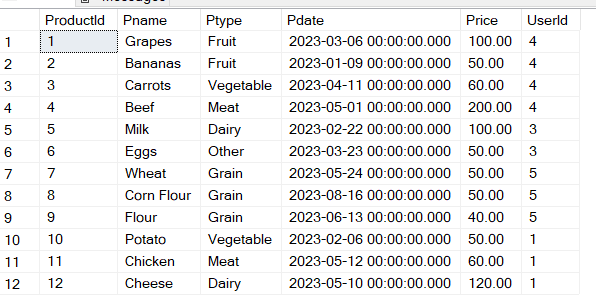 ProductId Pname Ptype Pdate Price UserId
1 1 Grapes Fruit 2023-03-06 00:00:00.000 100.00 4
2 2 Bananas Fruit 2023-01-09 00:00:00.000 50.00 4
3 3 Carrots Vegetable 2023-04-11 00:00:00.000 60.00 4
4 4 Beef Meat 2023-05-01 00:00:00.000 200.00 4
5 5 Milk Dairy 2023-02-22 00:00:00.000 100.00 3
6 6 Eggs Other 2023-03-23 00:00:00.000 50.00 3
7 7 Wheat Grain 2023-05-24 00:00:00.000 50.00 5
8 8 Corn Flour Grain 2023-08-16 00:00:00.000 50.00 5
9 9 Flour Grain 2023-06-13 00:00:00.000 40.00 5
10 10 Potato Vegetable 2023-02-06 00:00:00.000 50.00 1
11 11 Chicken Meat 2023-05-12 00:00:00.000 60.00 1
12 12 Cheese Dairy 2023-05-10 00:00:00.000 120.00 1